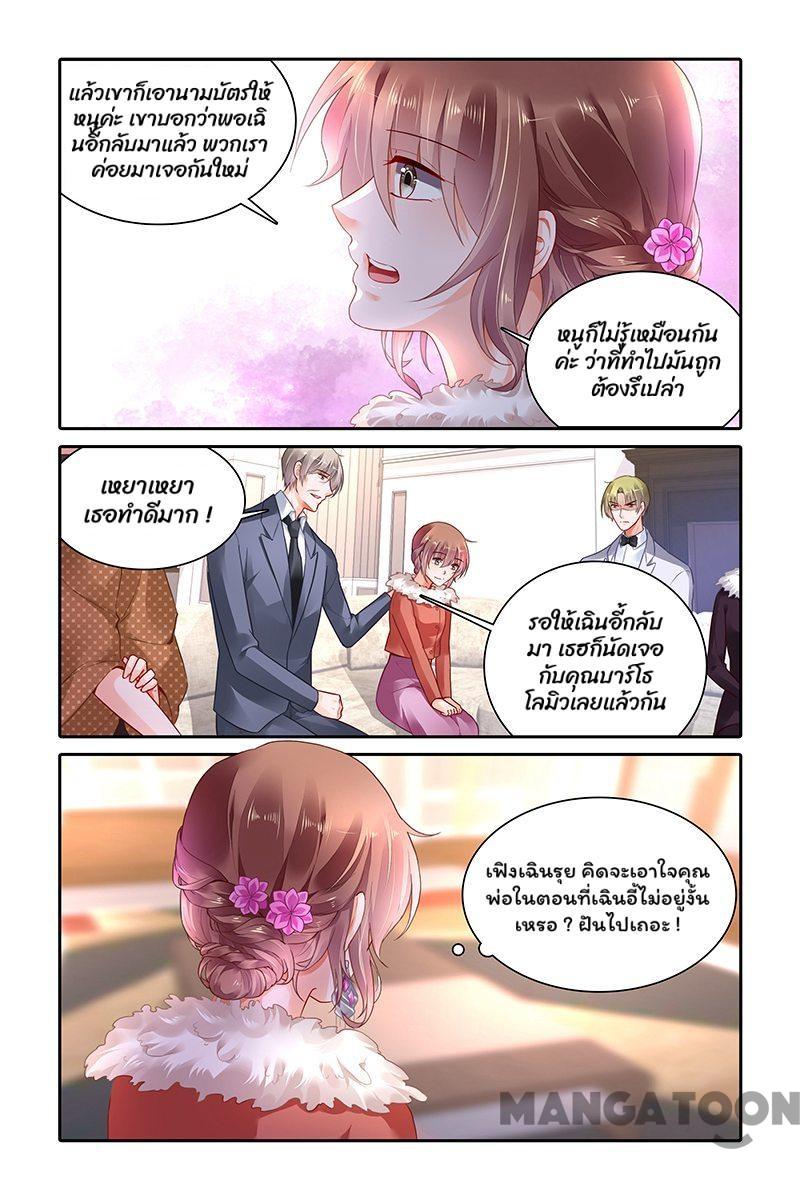 แล้วเขาก็เอานามบัตรให้
หนูค่ะ เขาบอกว่าพอเฉิ
นอี้กลับมาแล้ว พวกเรา
ค่อยมาเจอกันใหม่
หนูก็ไม่รู้เหมือนกัน
ค่ะ ว่าที่ทำไปมันถูก
ต้องรึเปล่า
เหยาเหยา
เธอทำดีมาก !
รอให้เฉินอี้กลับ
มา เธอก็นัดเจอ
กับคุณบาร์โธ
โลมิวเลยแล้วกัน
เฟิงเฉินรุย คิดจะเอาใจคุณ
พ่อในตอนที่เฉินอี้ไม่อยู่งั้น
เหรอ ? ฝันไปเถอะ !
MANGATOON